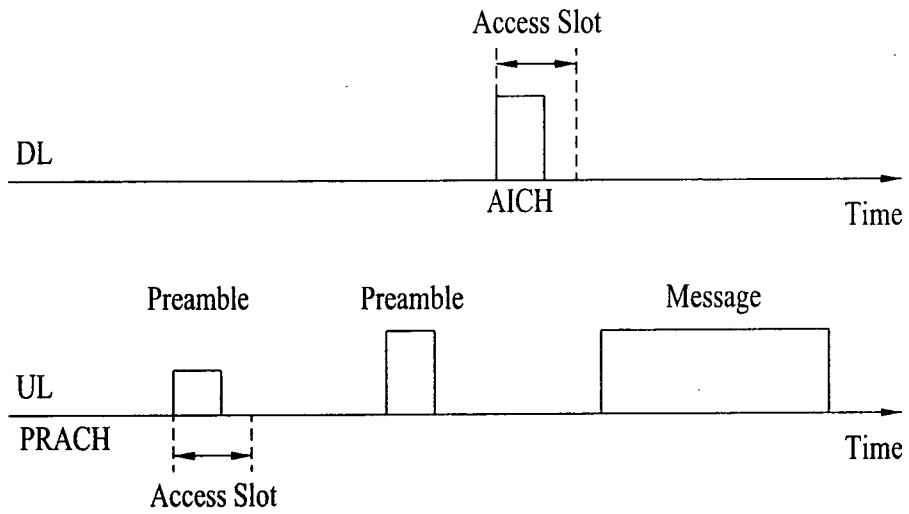 Access Slot
DL
AICH
Time
Preamble
Preamble
Message
UL
PRACH
Time
Access Slot